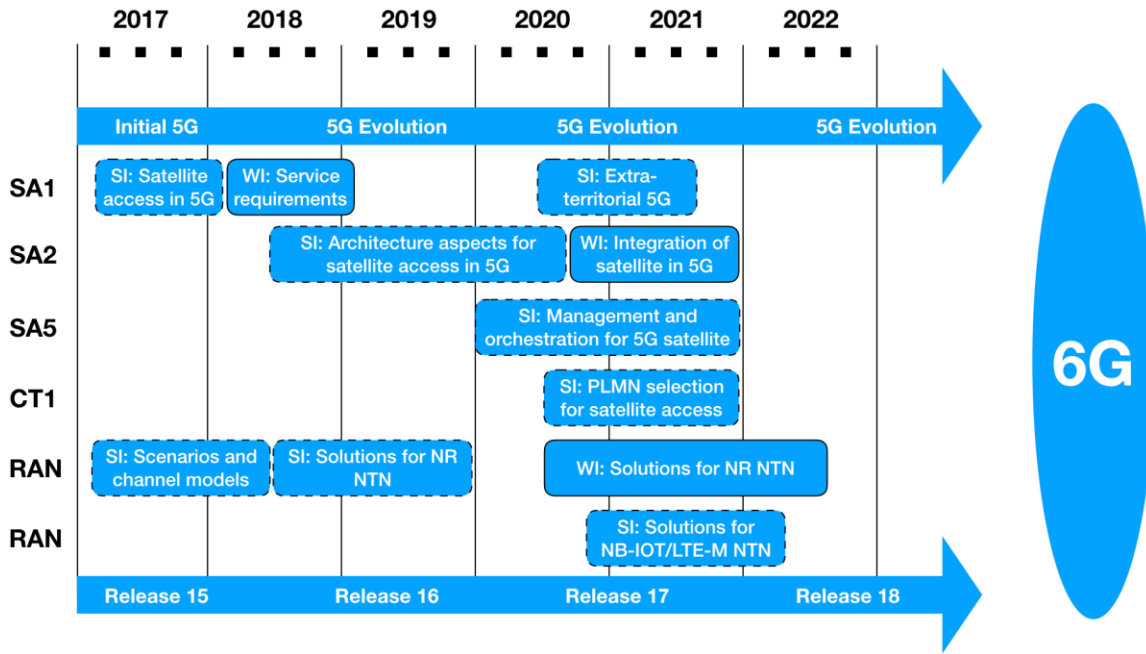 2017 2018 2019 2020 2021 2022
Initial 5G 5G Evolution 5G Evolution 5G Evolution
SA1
SI: Satellite
access in 5G
WI: Service
requirements
SI: Extra-
territorial 5G
SA2
SI: Architecture aspects for
satellite access in 5G
WI: Integration of
satellite in 5G
SA5
SI: Management and
orchestration for 5G satellite
CT1
SI: PLMN selection
for satellite access
RAN
SI: Scenarios and
channel models
SI: Solutions for NR
NTN
WI: Solutions for NR NTN
RAN
SI: Solutions for
NB-IOT/LTE-M NTN
Release 15 Release 16 Release 17 Release 18
6G